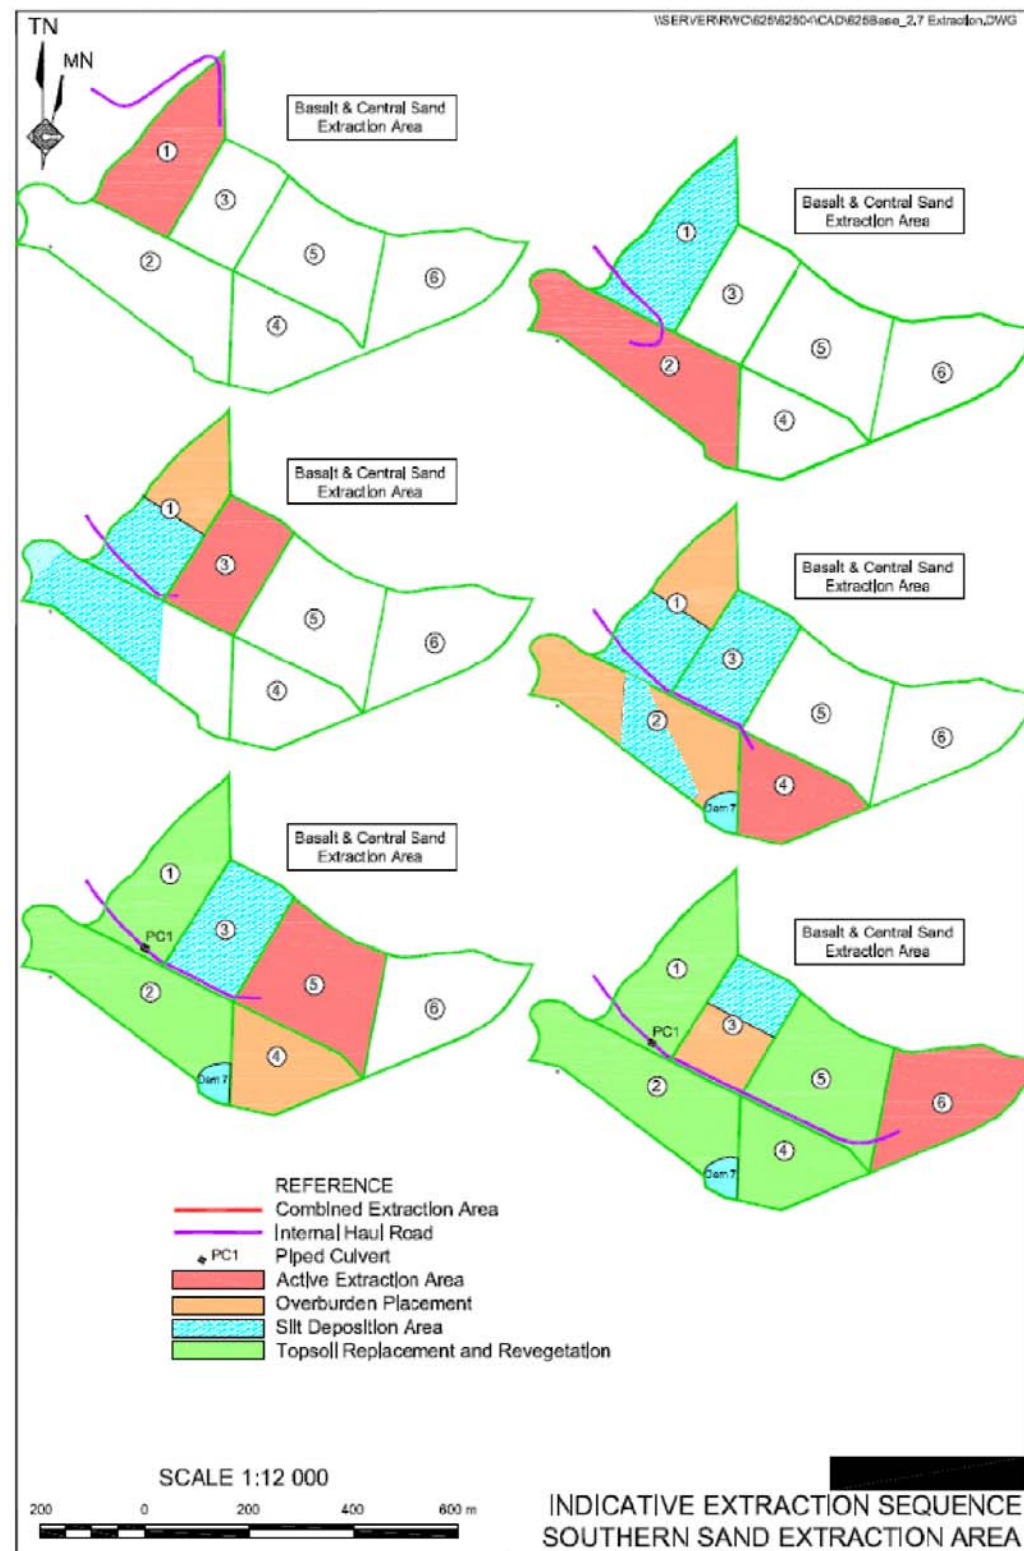 \\SERVER\RWC\625\62504\CAD\625Base_2.7 Extraction.DWG
TN
MN
Basalt & Central Sand
Extraction Area
1
3
2
5
6
4
Basalt & Central Sand
Extraction Area
1
3
2
5
6
4
Basalt & Central Sand
Extraction Area
1
3
5
6
4
Basalt & Central Sand
Extraction Area
1
3
2
5
6
4
Dam 7
Basalt & Central Sand
Extraction Area
1
3
PC1
2
5
6
4
Dam 7
Basalt & Central Sand
Extraction Area
1
3
PC1
2
5
6
4
Dam 7
REFERENCE
Combined Extraction Area
Internal Haul Road
PC1 Piped Culvert
Active Extraction Area
Overburden Placement
Silt Deposition Area
Topsoil Replacement and Revegetation
SCALE 1:12 000
200 0 200 400 600 m
INDICATIVE EXTRACTION SEQUENCE
SOUTHERN SAND EXTRACTION AREA